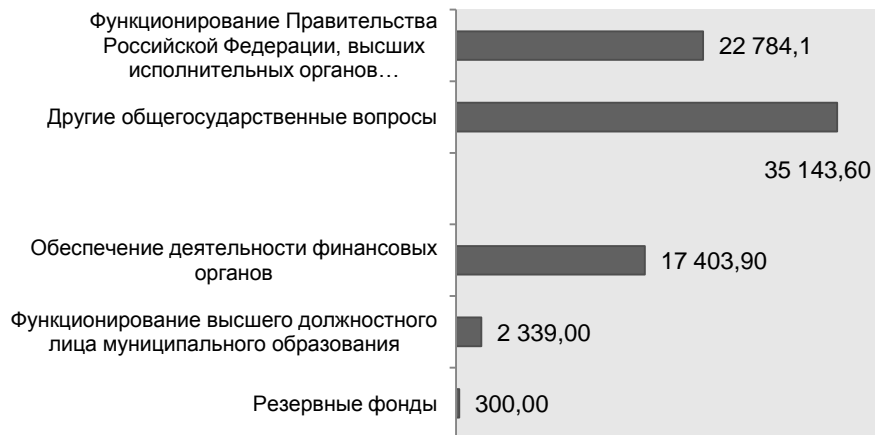 Функционирование Правительства
Российской Федерации, высших
исполнительных органов…
22 784,1
Другие общегосударственные вопросы
35 143,60
Обеспечение деятельности финансовых
органов
17 403,90
Функционирование высшего должностного
лица муниципального образования
2 339,00
Резервные фонды
300,00